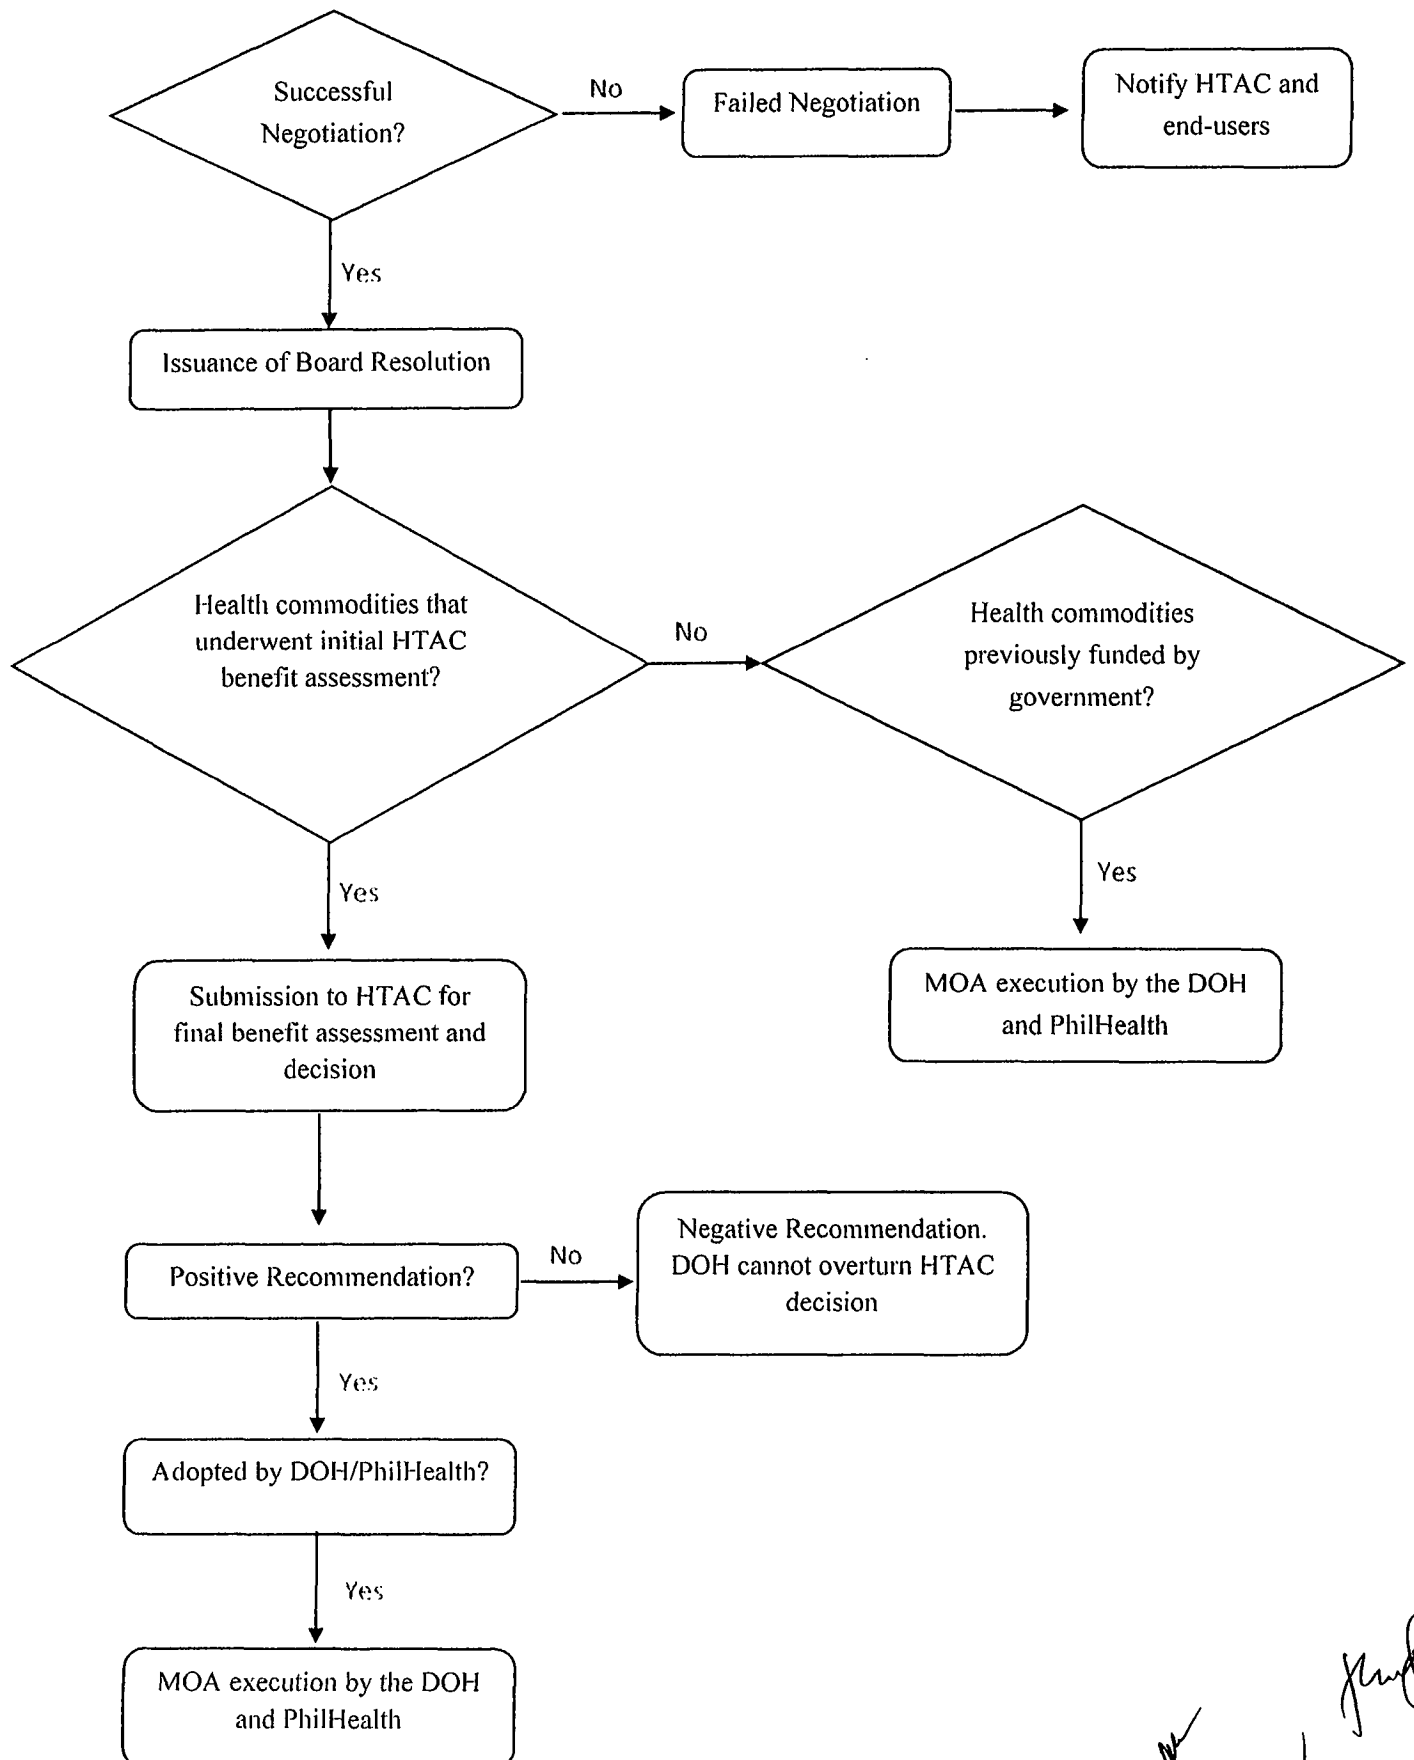 Successful
Negotiation?
No
Failed Negotiation
Notify HTAC and
end-users
Yes
Issuance of Board Resolution
Health commodities that
underwent initial HTAC
benefit assessment?
No
Health commodities
previously funded by
government?
Yes
Yes
Submission to HTAC for
final benefit assessment and
decision
MOA execution by the DOH
and PhilHealth
Positive Recommendation?
No
Negative Recommendation.
DOH cannot overturn HTAC
decision
Yes
Adopted by DOH/PhilHealth?
Yes
MOA execution by the DOH
and PhilHealth